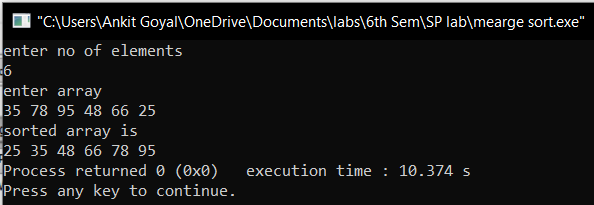 "C:\Users\Ankit Goyal\OneDrive\Documents\labs\6th Sem\SP lab\mearge sort.exe"
enter no of elements
6
enter array
35 78 95 48 66 25
sorted array is
25 35 48 66 78 95
Process returned 0 (0x0)   execution time : 10.374 s
Press any key to continue.